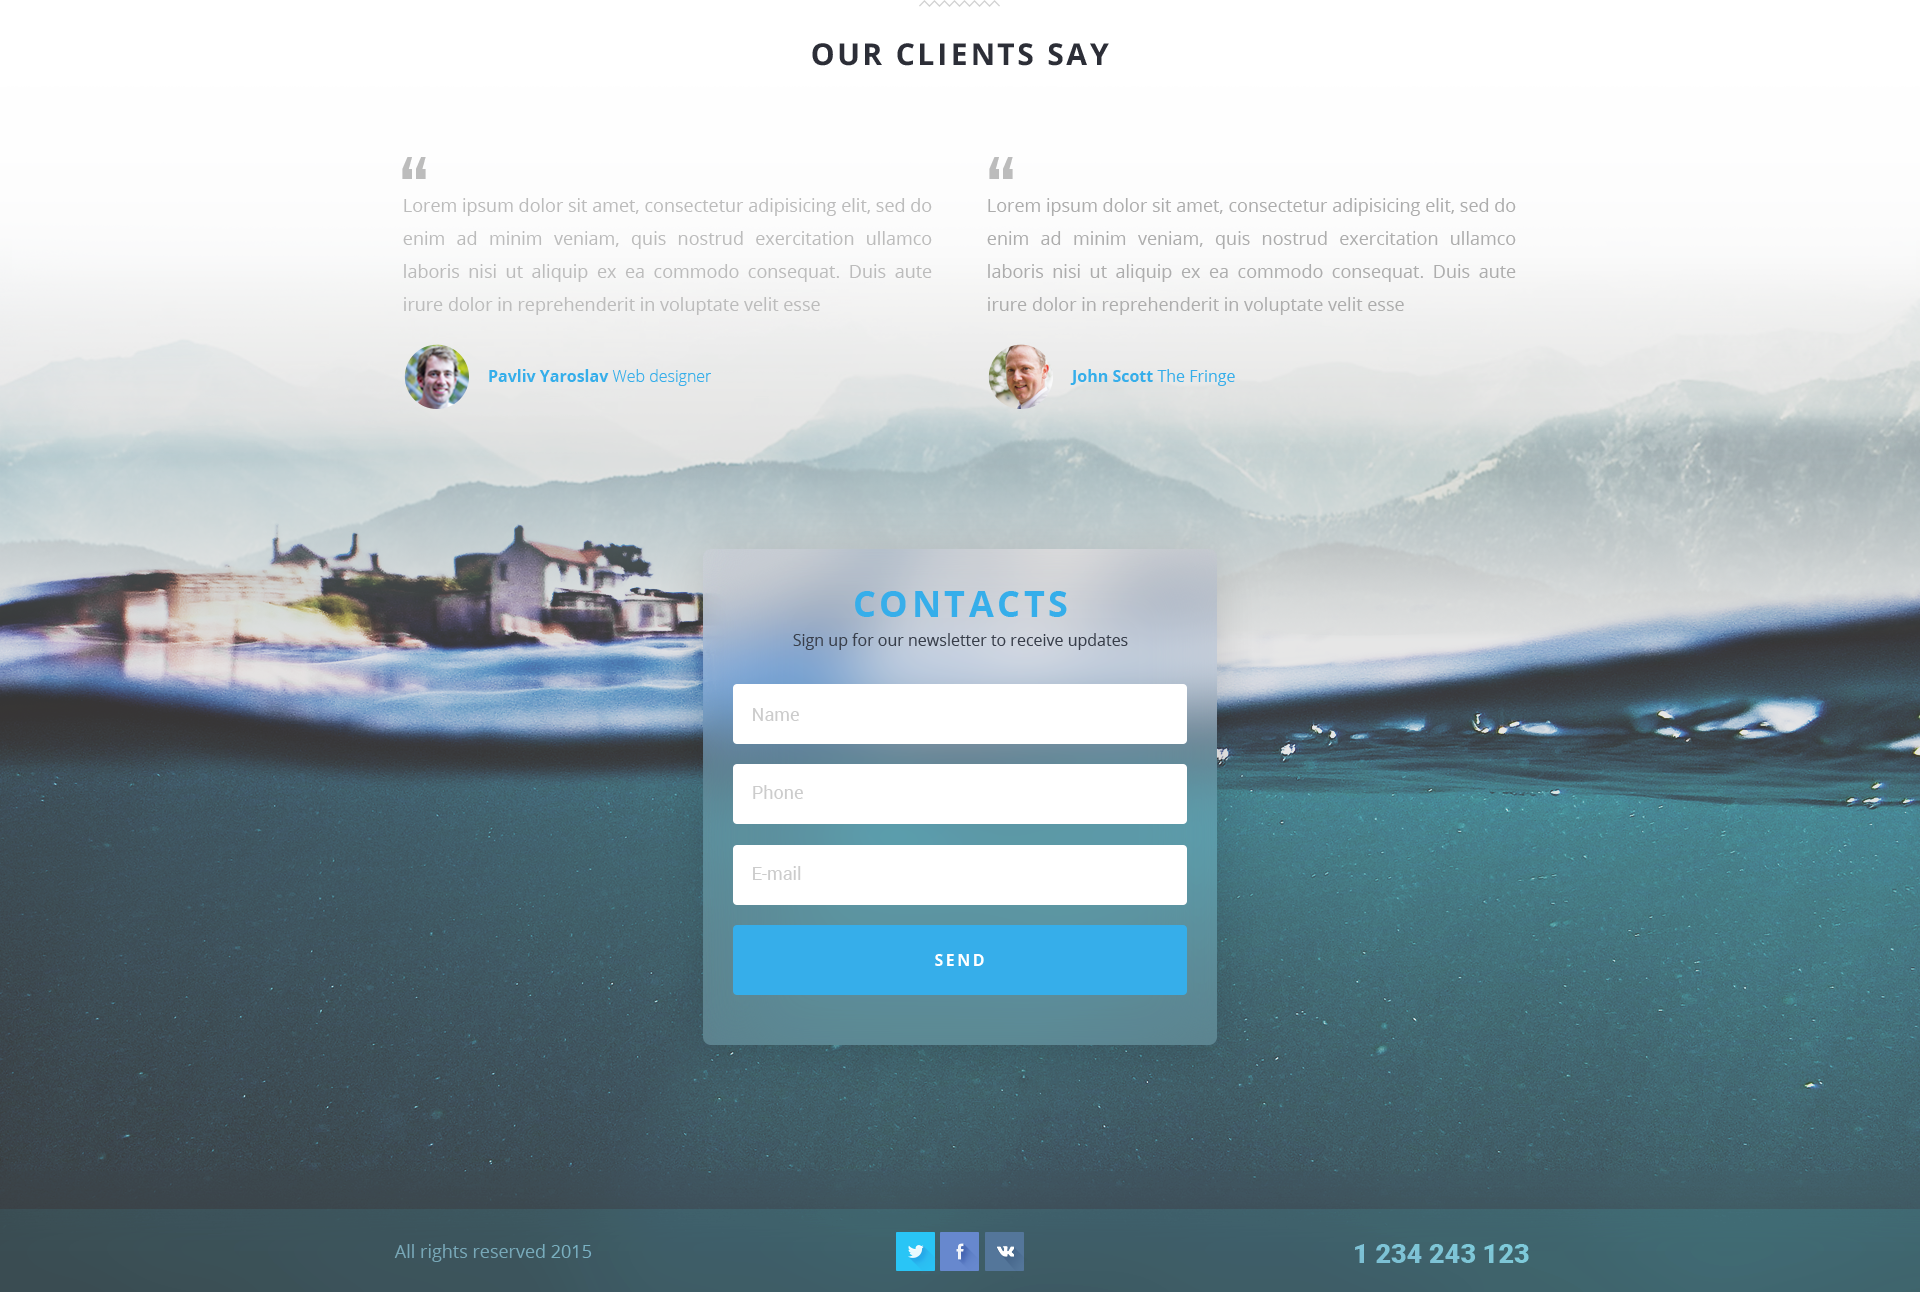 OUR CLIENTS SAY
“
Lorem ipsum dolor sit amet, consectetur adipisicing elit, sed do
enim ad minim veniam, quis nostrud exercitation ullamco
laboris nisi ut aliquip ex ea commodo consequat. Duis aute
irure dolor in reprehenderit in voluptate velit esse
Pavliv Yaroslav Web designer
“
Lorem ipsum dolor sit amet, consectetur adipisicing elit, sed do
enim ad minim veniam, quis nostrud exercitation ullamco
laboris nisi ut aliquip ex ea commodo consequat. Duis aute
irure dolor in reprehenderit in voluptate velit esse
John Scott The Fringe
CONTACTS
Sign up for our newsletter to receive updates
Name
Phone
E-mail
SEND
All rights reserved 2015
1 234 243 123